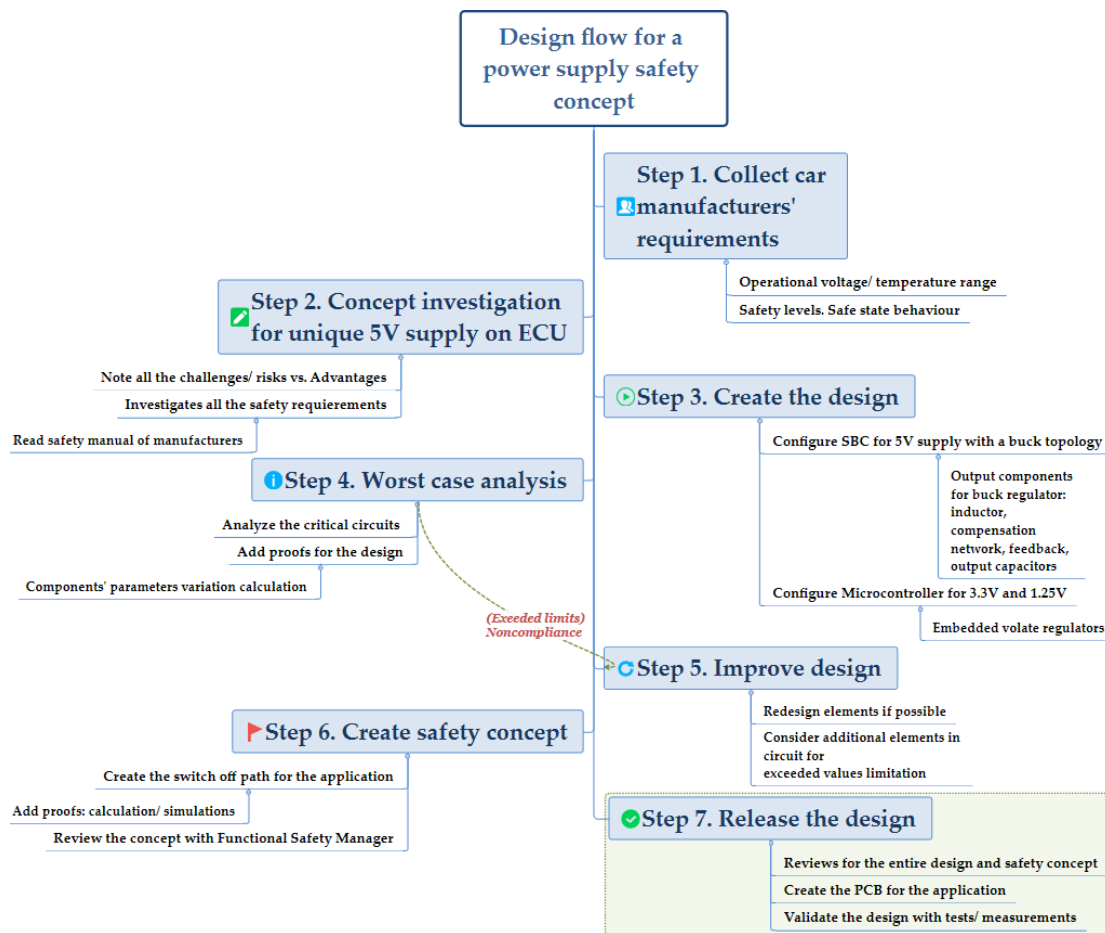 Design flow for a
power supply safety
concept
Step 1. Collect car
manufacturers'
requirements
Operational voltage/ temperature range
Safety levels. Safe state behaviour
Step 2. Concept investigation
for unique 5V supply on ECU
Note all the challenges/ risks vs. Advantages
Investigates all the safety requierements
Read safety manual of manufacturers
Step 3. Create the design
Configure SBC for 5V supply with a buck topology
Output components
for buck regulator:
inductor,
compensation
network, feedback,
output capacitors
Configure Microcontroller for 3.3V and 1.25V
Embedded volate regulators
Step 4. Worst case analysis
Analyze the critical circuits
Add proofs for the design
Components' parameters variation calculation
(Exeeded limits)
Noncompliance
Step 5. Improve design
Redesign elements if possible
Consider additional elements in
circuit for
exceeded values limitation
Step 6. Create safety concept
Create the switch off path for the application
Add proofs: calculation/ simulations
Review the concept with Functional Safety Manager
Step 7. Release the design
Reviews for the entire design and safety concept
Create the PCB for the application
Validate the design with tests/ measurements